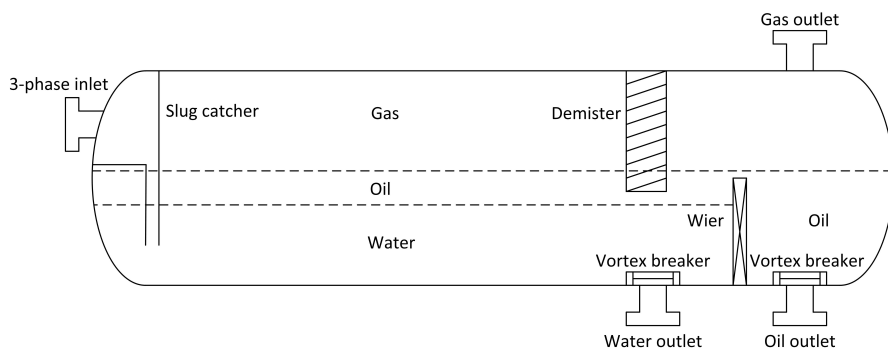 Gas outlet
3-phase inlet
Slug catcher
Gas
Demister
Oil
Water
Wier
Oil
Vortex breaker
Vortex breaker
Water outlet
Oil outlet